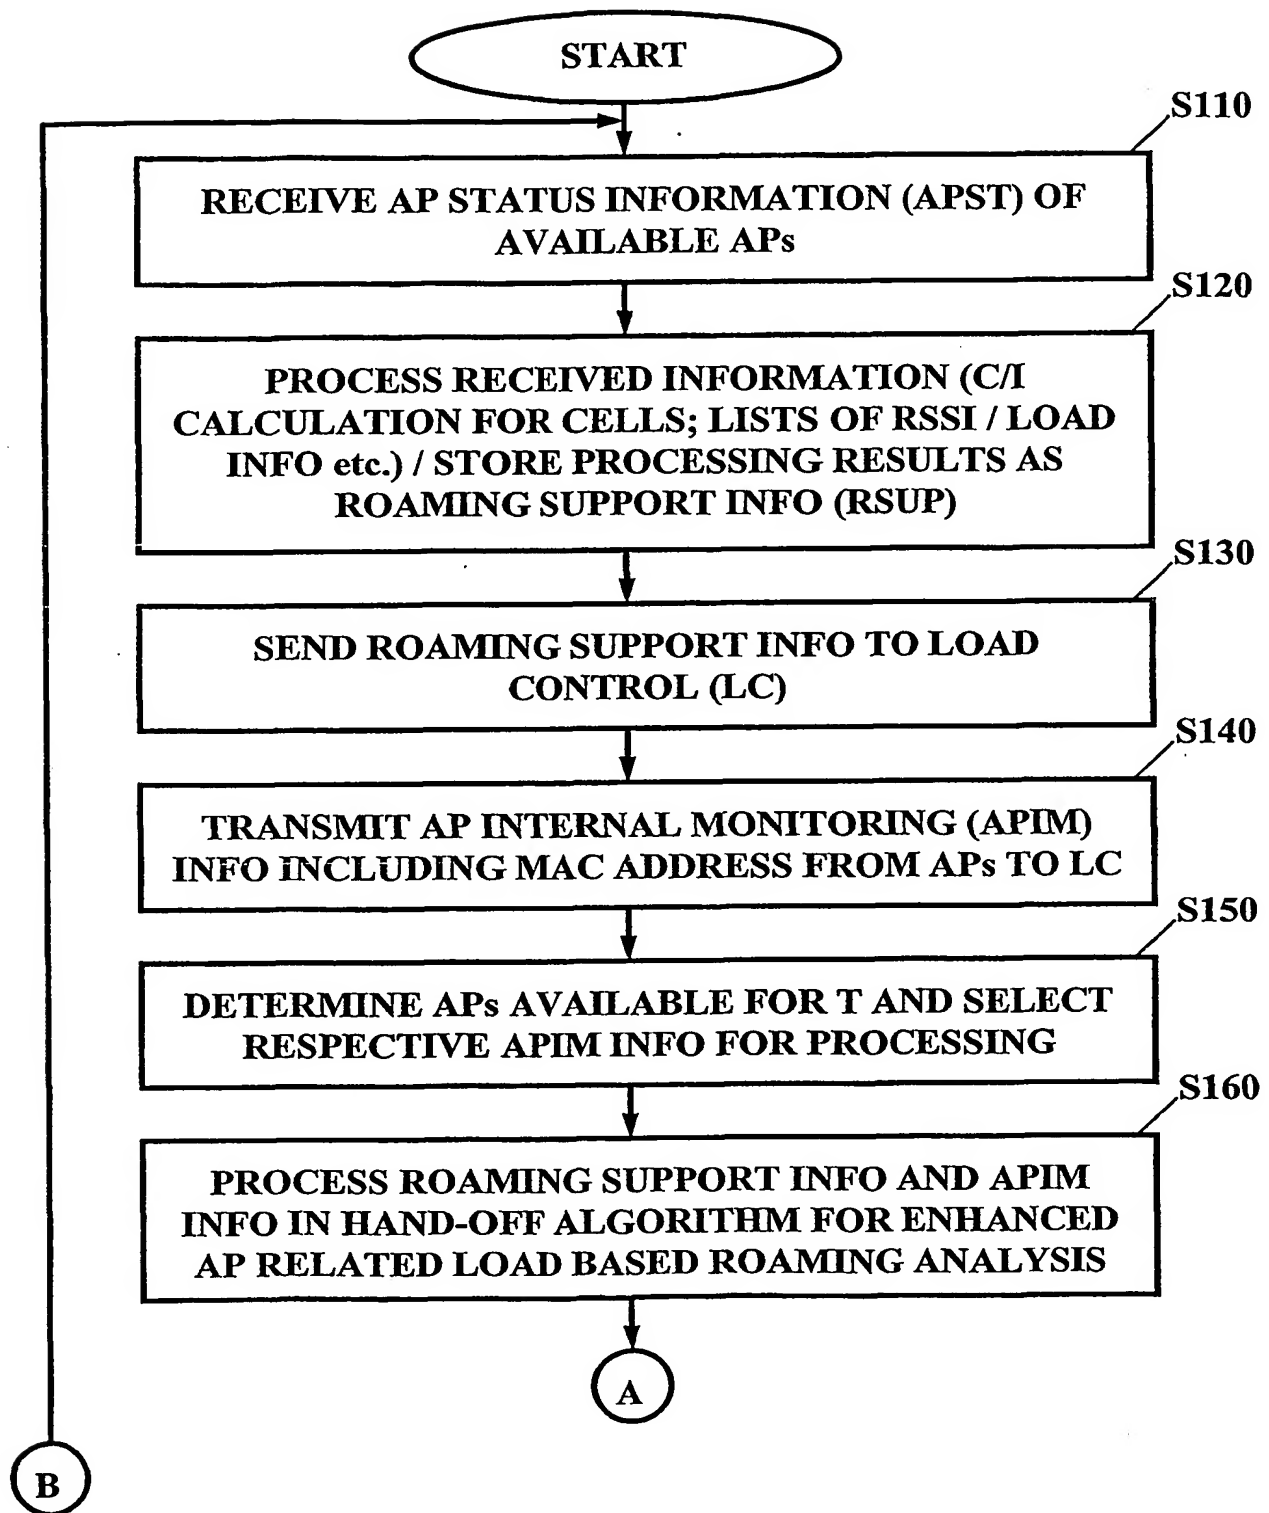 START
S110
RECEIVE AP STATUS INFORMATION (APST) OF
AVAILABLE APs
S120
PROCESS RECEIVED INFORMATION (C/I
CALCULATION FOR CELLS; LISTS OF RSSI / LOAD
INFO etc.) / STORE PROCESSING RESULTS AS
ROAMING SUPPORT INFO (RSUP)
S130
SEND ROAMING SUPPORT INFO TO LOAD
CONTROL (LC)
S140
TRANSMIT AP INTERNAL MONITORING (APIM)
INFO INCLUDING MAC ADDRESS FROM APs TO LC
S150
DETERMINE APs AVAILABLE FOR T AND SELECT
RESPECTIVE APIM INFO FOR PROCESSING
S160
PROCESS ROAMING SUPPORT INFO AND APIM
INFO IN HAND-OFF ALGORITHM FOR ENHANCED
AP RELATED LOAD BASED ROAMING ANALYSIS
A
B